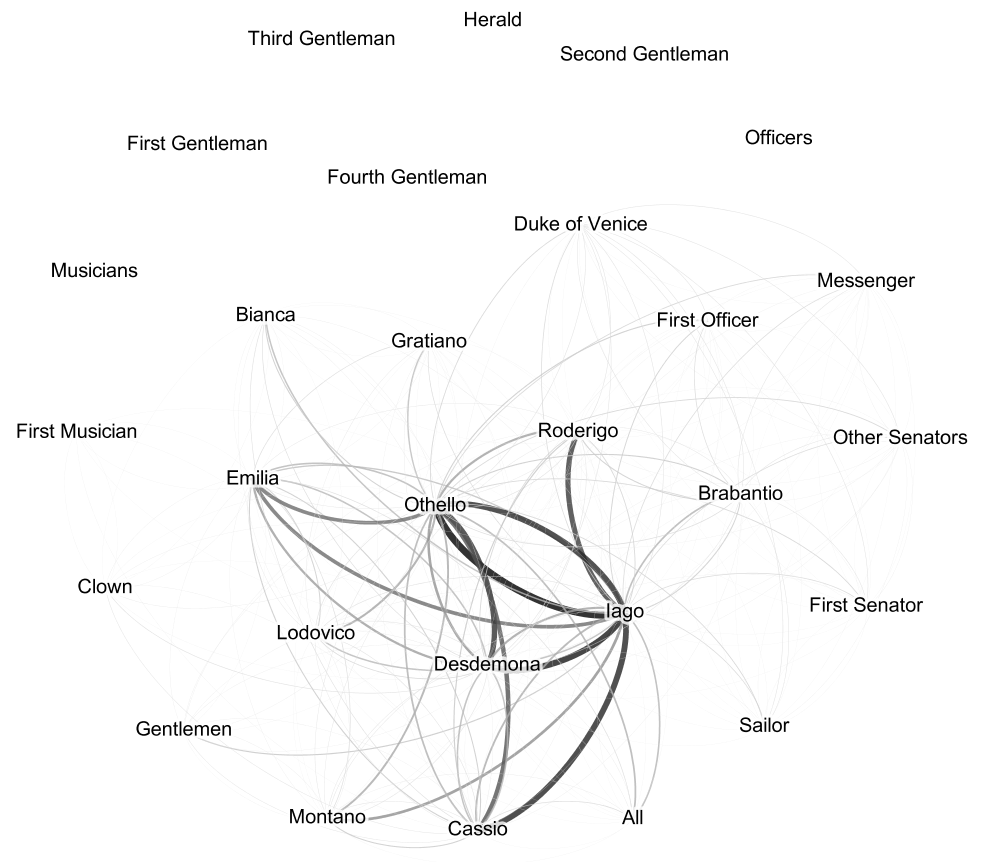 Herald
Third Gentleman
Second Gentleman
Officers
First Gentleman
Fourth Gentleman
Duke of Venice
Musicians
Messenger
Bianca
First Officer
Gratiano
Roderigo
First Musician
Other Senators
Emilia
Brabantio
Othello
Clown
First Senator
Iago
Lodovico
Desdemona
Gentlemen
Sailor
Montano
All
Cassio